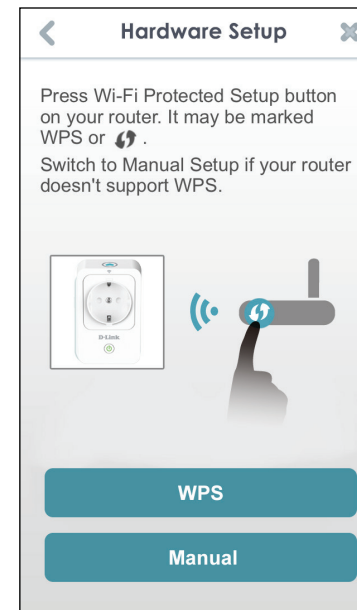 Hardware Setup
Press Wi-Fi Protected Setup button
on your router. It may be marked
WPS or .
Switch to Manual Setup if your router
doesn't support WPS.
D-Link
WPS
Manual